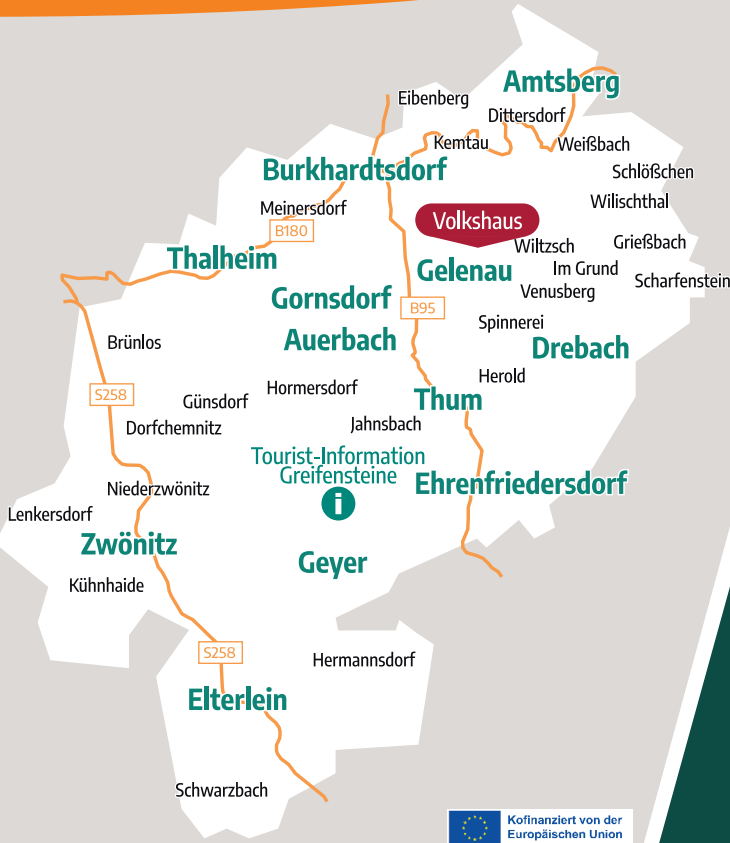 Amtsberg
Eibenberg
Dittersdorf
Kemtau
Weißbach
Burkhardtsdorf
Schlößchen
Wilischthal
Meinersdorf
Volkshaus
B180
Wiltzsch
Grießbach
Thalheim
Gelenau
Im Grund
Scharfenstein
Venusberg
Gornsdorf
B95
Spinnerei
Auerbach
Brünlos
Drebach
Herold
Hormersdorf
S258
Günsdorf
Thum
Dorfchemnitz
Jahnsbach
Tourist-Information
Greifensteine
i
Ehrenfriedersdorf
Niederzwönitz
Lenkersdorf
Zwönitz
Geyer
Kühnhaide
S258
Hermannsdorf
Elterlein
Schwarzbach
Kofinanziert von der
Europäischen Union